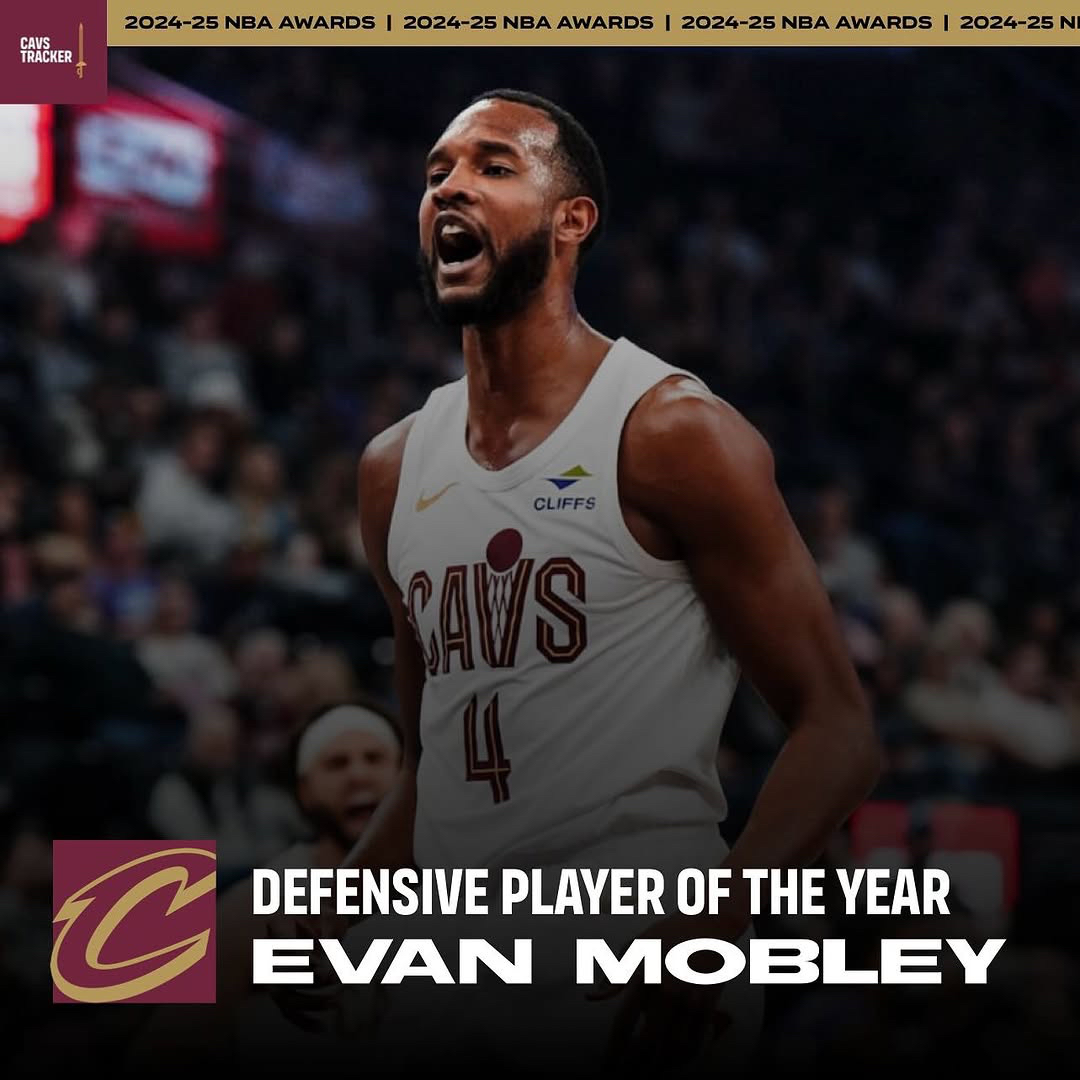 CAVS
TRACKER
2024-25 NBA AWARDS | 2024-25 NBA AWARDS | 2024-25 NBA AWARDS | 2024-25
CLIFFS
CAVS
4
DEFENSIVE PLAYER OF THE YEAR
EVAN MOBLEY